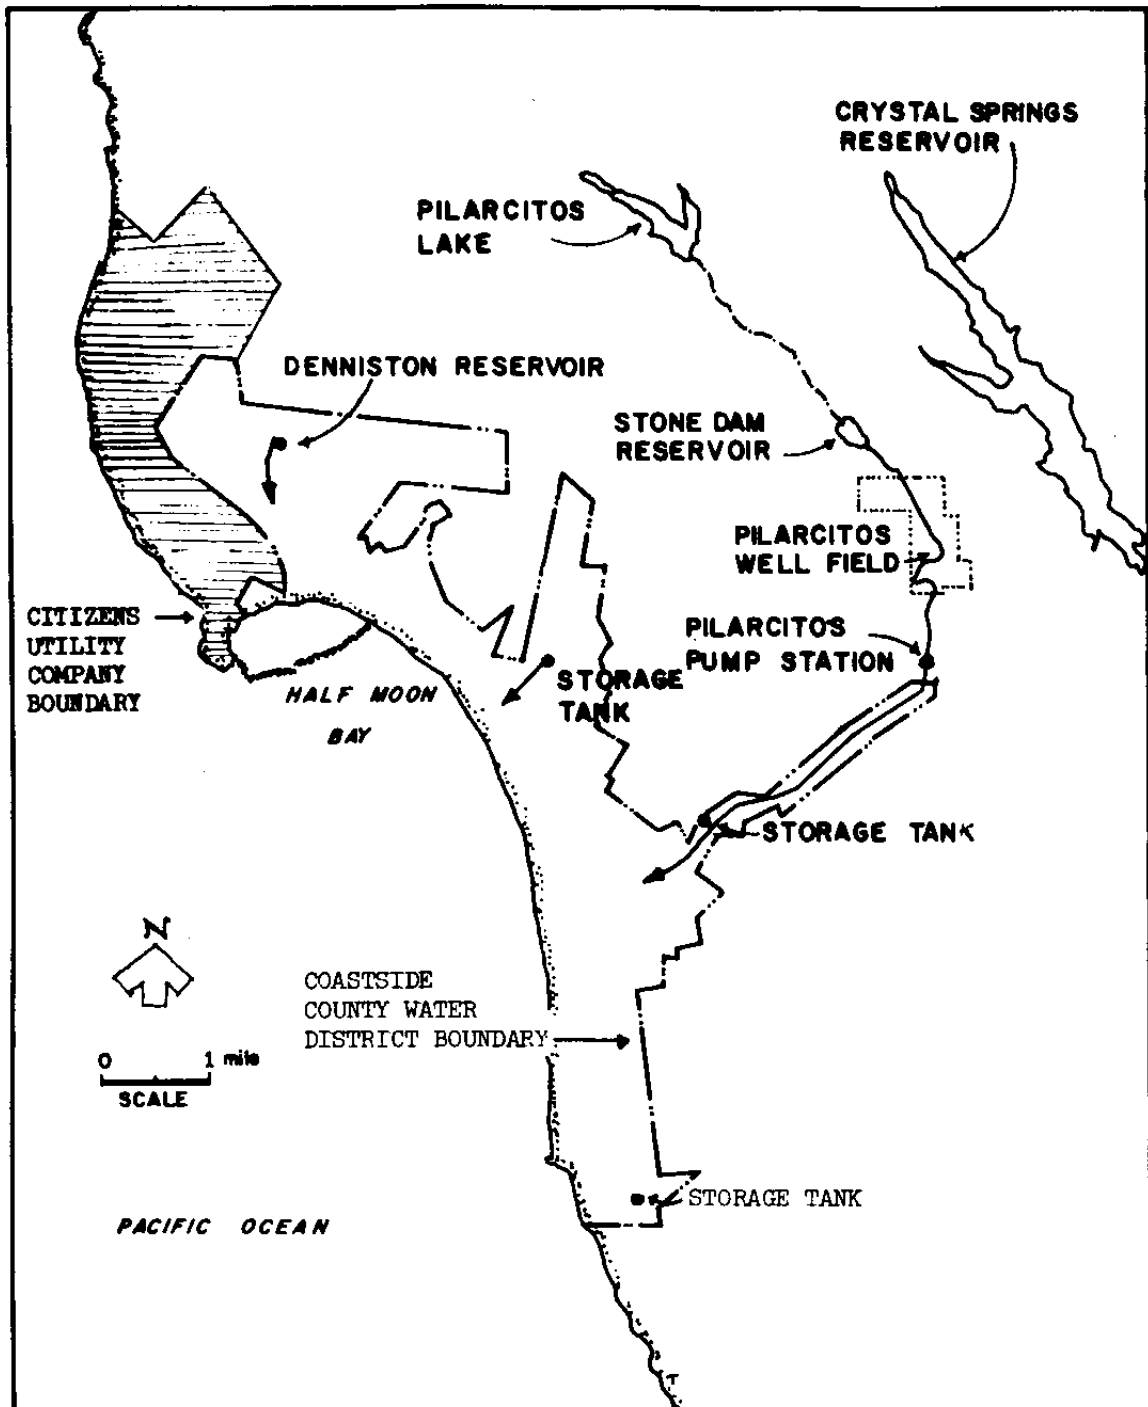 CRYSTAL SPRINGS
RESERVOIR
PILARCITOS
LAKE
DENNISTON RESERVOIR
STONE DAM
RESERVOIR
PILARCITOS
WELL FIELD
CITIZENS
UTILITY
COMPANY
BOUNDARY
PILARCITOS
PUMP STATION
STORAGE
TANK
HALF MOON
BAY
STORAGE TANK
N
COASTSIDE
COUNTY WATER
DISTRICT BOUNDARY
0 1 mile
SCALE
STORAGE TANK
PACIFIC OCEAN